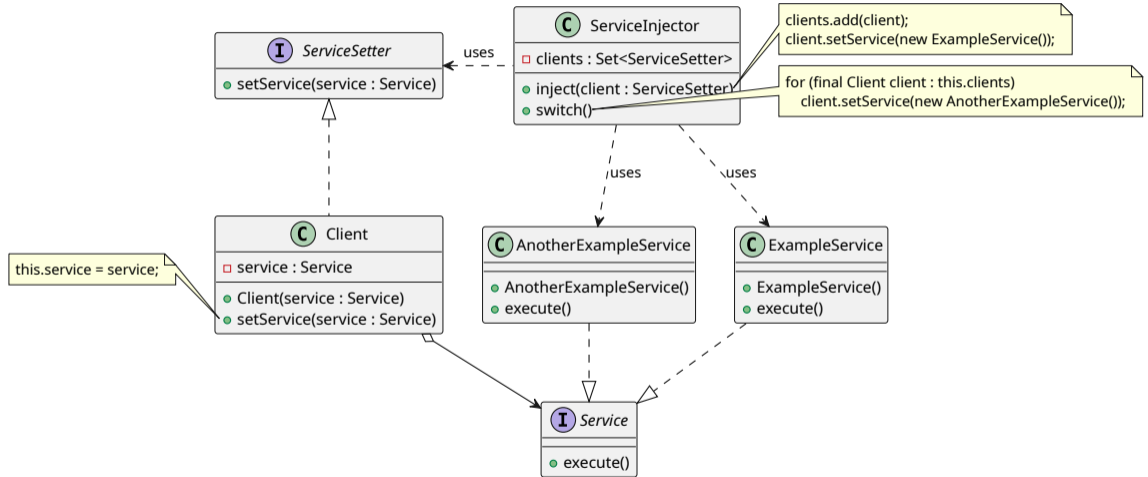 C ServiceInjector
clients : Set<ServiceSetter>
inject(client : ServiceSetter)
switch()
clients.add(client);
client.setService(new ExampleService());
for (final Client client : this.clients)
client.setService(new AnotherExampleService());
I ServiceSetter
setService(service : Service)
uses
uses
uses
C Client
service : Service
Client(service : Service)
setService(service : Service)
this.service = service;
C AnotherExampleService
AnotherExampleService()
execute()
C ExampleService
ExampleService()
execute()
I Service
execute()